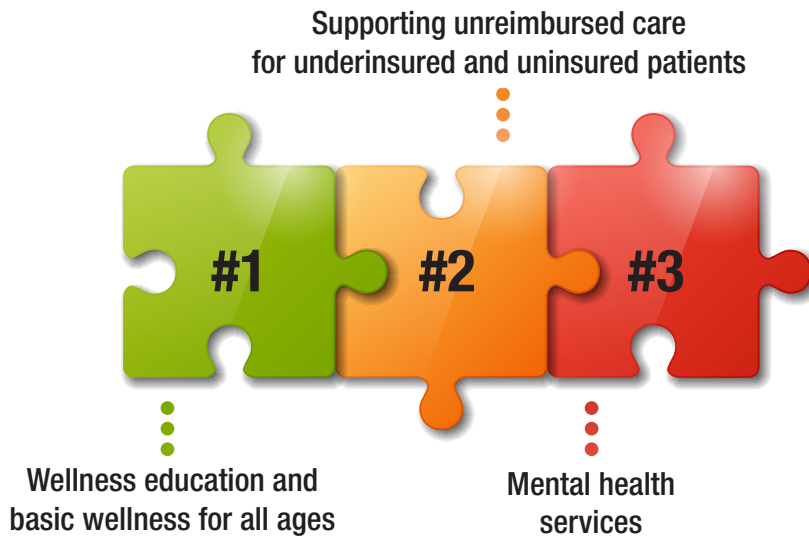 Supporting unreimbursed care
for underinsured and uninsured patients
#1
#2
#3
Wellness education and
basic wellness for all ages
Mental health
services